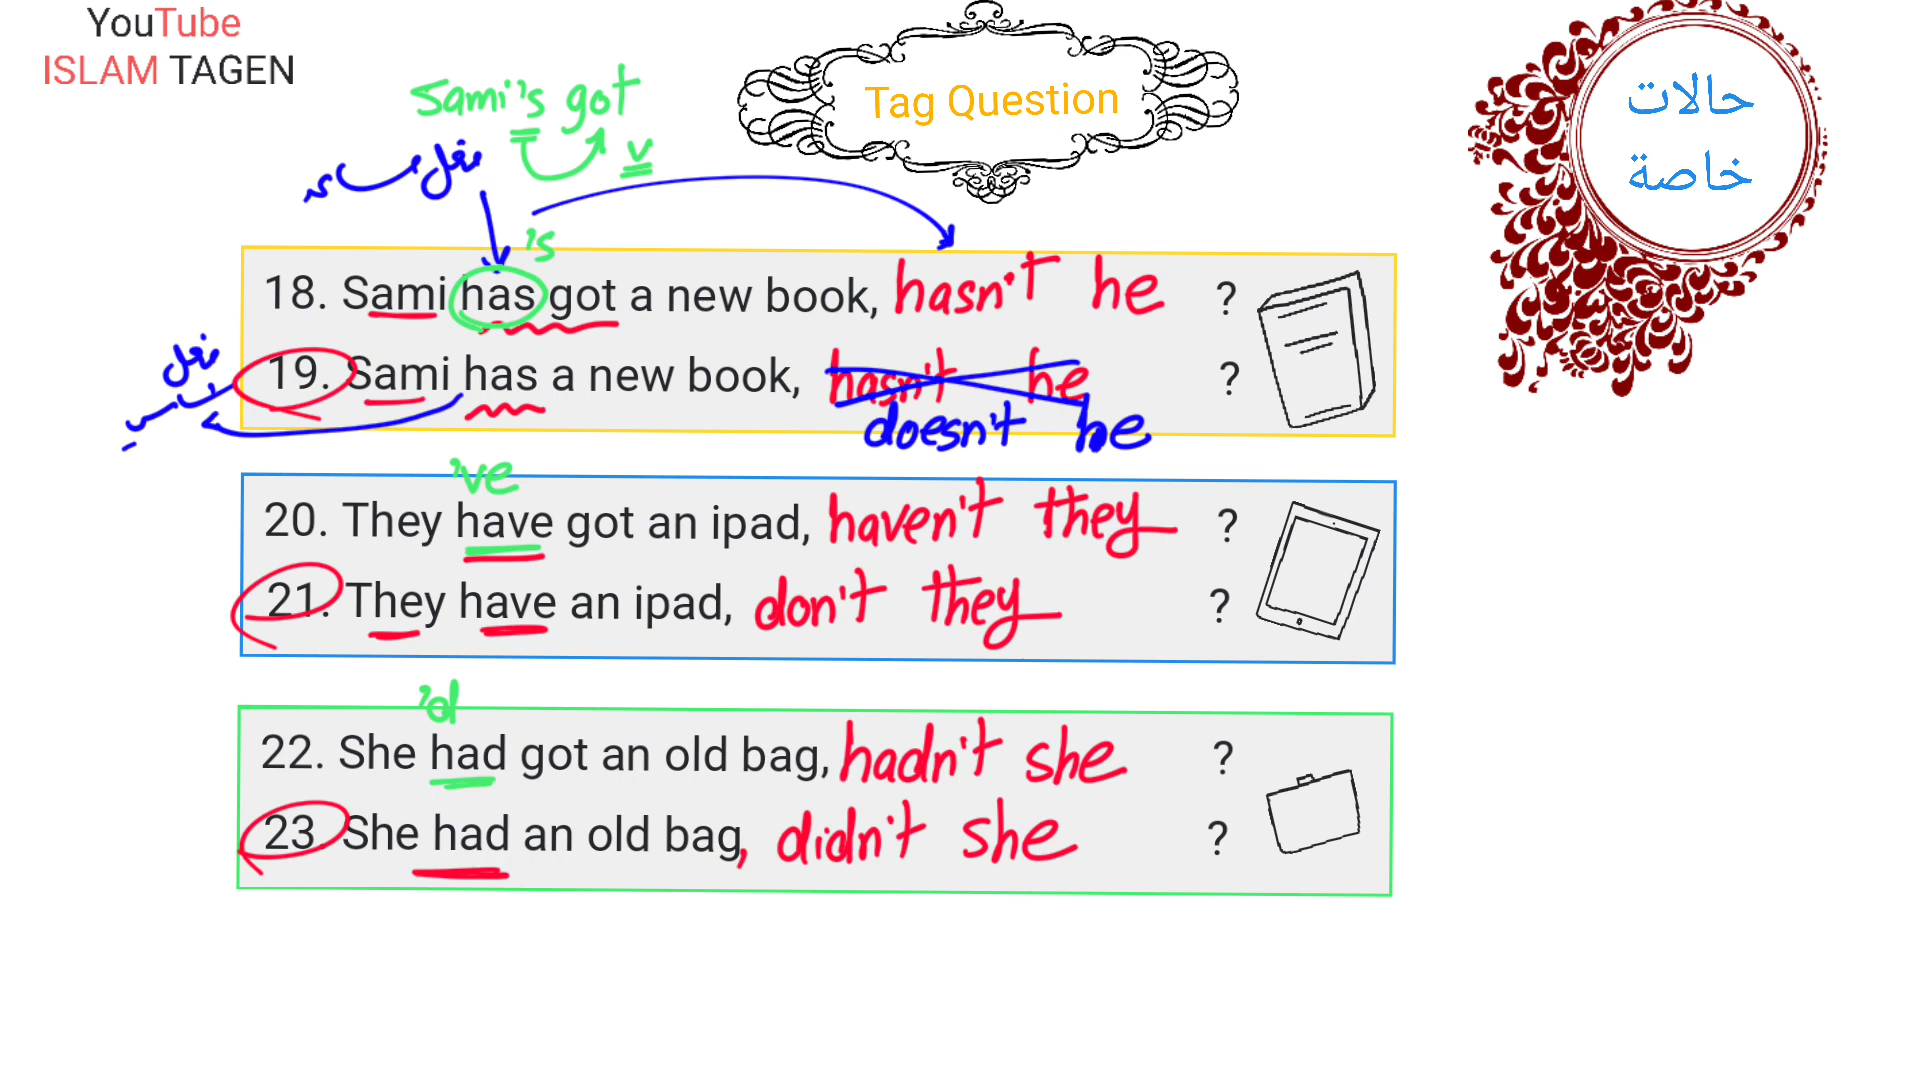 YouTube
ISLAM TAGEN
Tag Question
حالات
خاصة
Sami's got
v
فعل
's
18. Sami has got a new book, hasn't he ?
فعل
19. Sami has a new book, hasn't he ?
doesn't he
've
20. They have got an ipad, haven't they ?
21. They have an ipad, don't they ?
'd
22. She had got an old bag, hadn't she ?
23. She had an old bag, didn't she ?